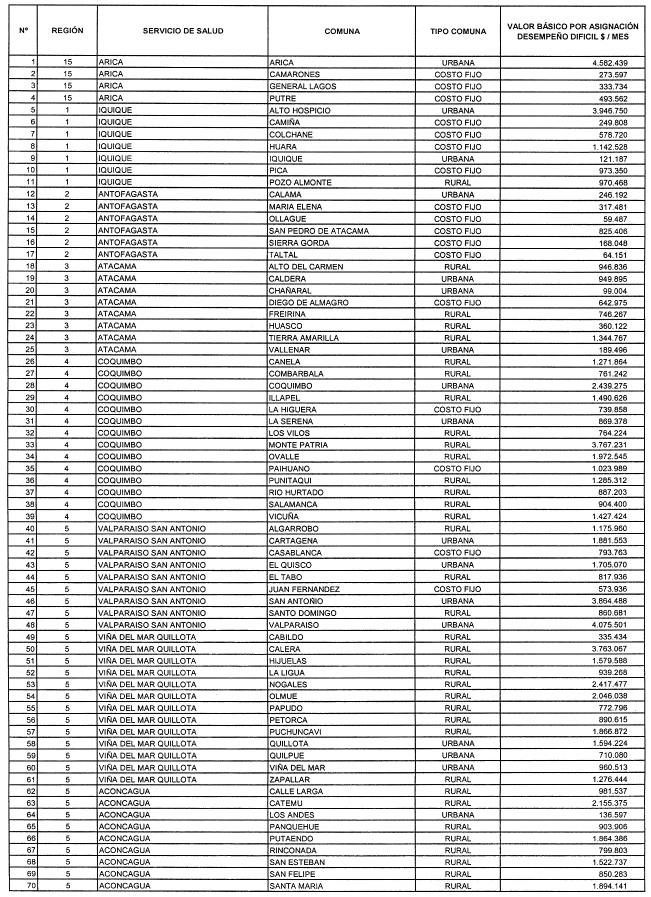 Nº REGIÓN SERVICIO DE SALUD COMUNA TIPO COMUNA VALOR BÁSICO POR ASIGNACIÓN
DESEMPEÑO DIFICIL $ / MES
1 15 ARICA ARICA URBANA 4.582.439
2 15 ARICA CAMARONES COSTO FIJO 273.597
3 15 ARICA GENERAL LAGOS COSTO FIJO 333.734
4 15 ARICA PUTRE COSTO FIJO 493.562
5 1 IQUIQUE ALTO HOSPICIO URBANA 3.946.750
6 1 IQUIQUE CAMIÑA COSTO FIJO 249.808
7 1 IQUIQUE COLCHANE COSTO FIJO 578.720
8 1 IQUIQUE HUARA COSTO FIJO 1.142.528
9 1 IQUIQUE IQUIQUE URBANA 121.187
10 1 IQUIQUE PICA COSTO FIJO 973.350
11 1 IQUIQUE POZO ALMONTE RURAL 970.468
12 2 ANTOFAGASTA CALAMA URBANA 246.192
13 2 ANTOFAGASTA MARIA ELENA COSTO FIJO 317.481
14 2 ANTOFAGASTA OLLAGUE COSTO FIJO 59.487
15 2 ANTOFAGASTA SAN PEDRO DE ATACAMA COSTO FIJO 825.406
16 2 ANTOFAGASTA SIERRA GORDA COSTO FIJO 168.048
17 2 ANTOFAGASTA TALTAL COSTO FIJO 64.151
18 3 ATACAMA ALTO DEL CARMEN RURAL 946.836
19 3 ATACAMA CALDERA URBANA 949.895
20 3 ATACAMA CHAÑARAL URBANA 99.004
21 3 ATACAMA DIEGO DE ALMAGRO COSTO FIJO 642.975
22 3 ATACAMA FREIRINA RURAL 746.267
23 3 ATACAMA HUASCO RURAL 360.122
24 3 ATACAMA TIERRA AMARILLA RURAL 1.344.767
25 3 ATACAMA VALLENAR URBANA 189.496
26 4 COQUIMBO CANELA RURAL 1.271.864
27 4 COQUIMBO COMBARBALA RURAL 761.242
28 4 COQUIMBO COQUIMBO URBANA 2.439.275
29 4 COQUIMBO ILLAPEL RURAL 1.490.626
30 4 COQUIMBO LA HIGUERA COSTO FIJO 739.858
31 4 COQUIMBO LA SERENA URBANA 869.378
32 4 COQUIMBO LOS VILOS RURAL 764.224
33 4 COQUIMBO MONTE PATRIA RURAL 3.767.231
34 4 COQUIMBO OVALLE RURAL 1.972.545
35 4 COQUIMBO PAIHUANO COSTO FIJO 1.023.989
36 4 COQUIMBO PUNITAQUI RURAL 1.285.312
37 4 COQUIMBO RIO HURTADO RURAL 887.203
38 4 COQUIMBO SALAMANCA RURAL 904.400
39 4 COQUIMBO VICUÑA RURAL 1.427.424
40 5 VALPARAISO SAN ANTONIO ALGARROBO RURAL 1.175.960
41 5 VALPARAISO SAN ANTONIO CARTAGENA URBANA 1.881.553
42 5 VALPARAISO SAN ANTONIO CASABLANCA COSTO FIJO 793.763
43 5 VALPARAISO SAN ANTONIO EL QUISCO URBANA 1.705.070
44 5 VALPARAISO SAN ANTONIO EL TABO RURAL 817.936
45 5 VALPARAISO SAN ANTONIO JUAN FERNANDEZ COSTO FIJO 573.936
46 5 VALPARAISO SAN ANTONIO SAN ANTOÑIO URBANA 3.864.488
47 5 VALPARAISO SAN ANTONIO SANTO DOMINGO RURAL 860.681
48 5 VALPARAISO SAN ANTONIO VALPARAISO URBANA 4.075.501
49 5 VIÑA DEL MAR QUILLOTA CABILDO RURAL 335.434
50 5 VIÑA DEL MAR QUILLOTA CALERA RURAL 3.763.067
51 5 VIÑA DEL MAR QUILLOTA HIJUELAS RURAL 1.579.588
52 5 VIÑA DEL MAR QUILLOTA LA LIGUA RURAL 939.268
53 5 VIÑA DEL MAR QUILLOTA NOGALES RURAL 2.417.477
54 5 VIÑA DEL MAR QUILLOTA OLMUE RURAL 2.046.038
55 5 VIÑA DEL MAR QUILLOTA PAPUDO RURAL 772.796
56 5 VIÑA DEL MAR QUILLOTA PETORCA RURAL 890.615
57 5 VIÑA DEL MAR QUILLOTA PUCHUNCAVI RURAL 1.866.872
58 5 VIÑA DEL MAR QUILLOTA QUILLOTA URBANA 1.594.224
59 5 VIÑA DEL MAR QUILLOTA QUILPUE URBANA 710.080
60 5 VIÑA DEL MAR QUILLOTA VIÑA DEL MAR URBANA 960.513
61 5 VIÑA DEL MAR QUILLOTA ZAPALLAR RURAL 1.276.444
62 5 ACONCAGUA CALLE LARGA RURAL 981.537
63 5 ACONCAGUA CATEMU RURAL 2.155.375
64 5 ACONCAGUA LOS ANDES URBANA 136.597
65 5 ACONCAGUA PANQUEHUE RURAL 903.906
66 5 ACONCAGUA PUTAENDO RURAL 1.864.386
67 5 ACONCAGUA RINCONADA RURAL 799.803
68 5 ACONCAGUA SAN ESTEBAN RURAL 1.522.737
69 5 ACONCAGUA SAN FELIPE RURAL 850.283
70 5 ACONCAGUA SANTA MARIA RURAL 1.894.141